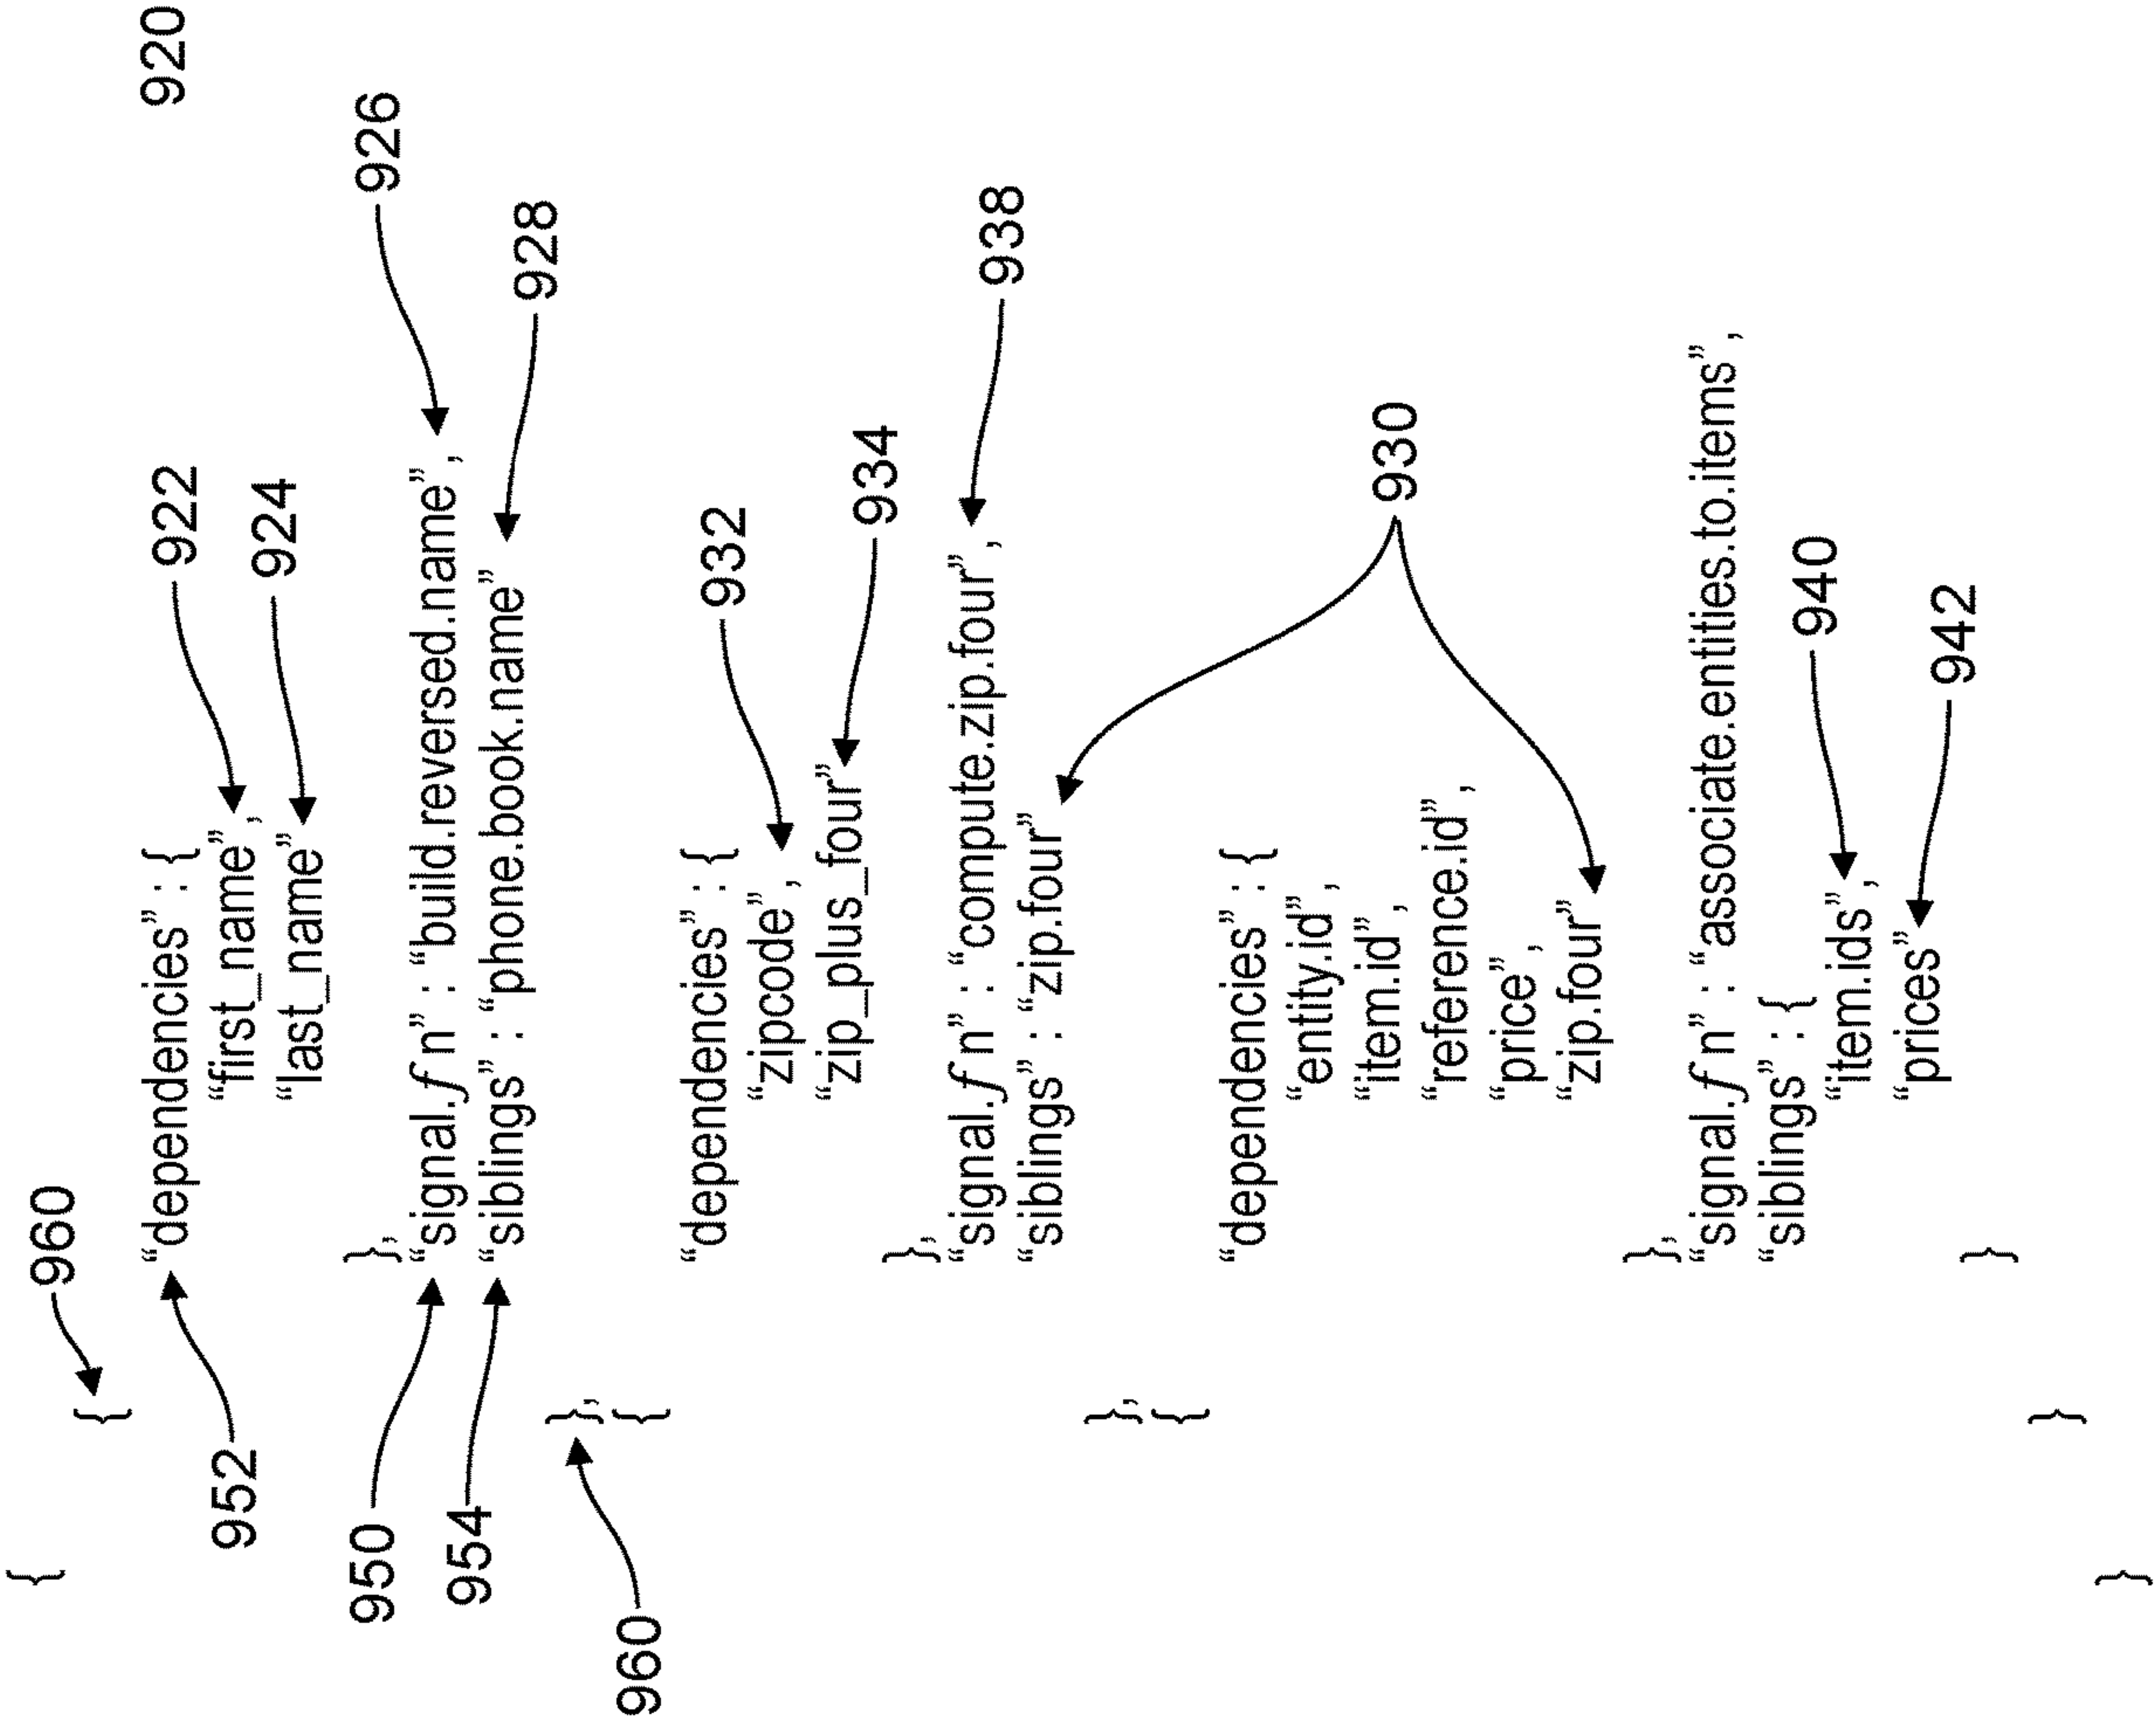 920
{
960
{
"dependencies" : {
952
"first_name",
922
"last_name"
924
},
"signal.fn" : "build.reversed.name",
950
926
"siblings" : "phone.book.name"
954
928
},
960
{
"dependencies" : {
"zipcode",
932
"zip_plus_four"
934
},
"signal.fn" : "compute.zip.four",
938
"siblings" : "zip.four"
930
},
{
"dependencies" : {
"entity.id",
"item.id",
"reference.id",
"price",
"zip.four"
},
"signal.fn" : "associate.entities.to.items",
"siblings" : {
"item.ids",
940
"prices"
942
}
}
}